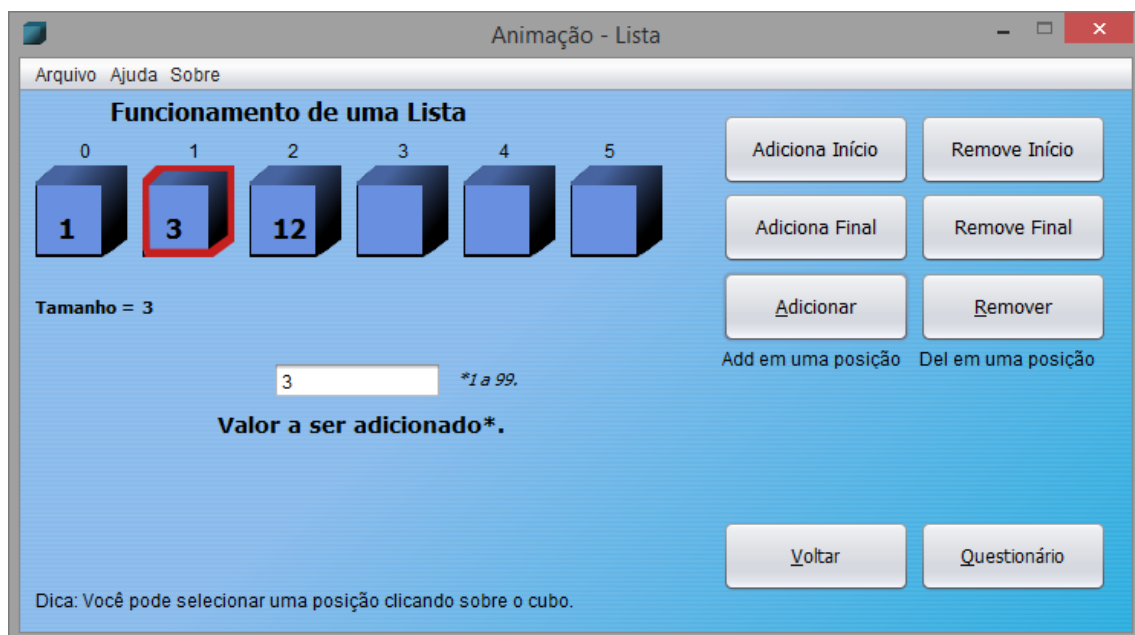 Animação - Lista
Arquivo Ajuda Sobre
Funcionamento de uma Lista
0 1 2 3 4 5
1 3 12
Tamanho = 3
3 *1 a 99.
Valor a ser adicionado*.
Adiciona Início Remove Início
Adiciona Final Remove Final
Adicionar Remover
Add em uma posição Del em uma posição
Voltar Questionário
Dica: Você pode selecionar uma posição clicando sobre o cubo.